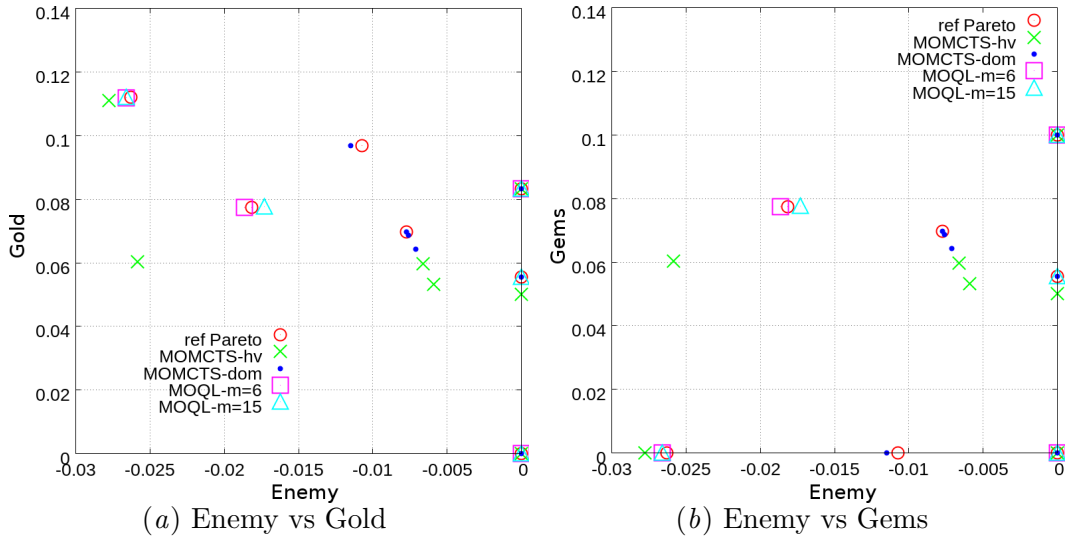 0.14
0.12
0.1
0.08
0.06
0.04
0.02
0
Gold
ref Pareto
MOMCTS-hv
MOMCTS-dom
MOQL-m=6
MOQL-m=15
-0.03 -0.025 -0.02 -0.015 -0.01 -0.005 0
Enemy
(a) Enemy vs Gold
0.14
0.12
0.1
0.08
0.06
0.04
0.02
0
Gems
ref Pareto
MOMCTS-hv
MOMCTS-dom
MOQL-m=6
MOQL-m=15
-0.03 -0.025 -0.02 -0.015 -0.01 -0.005 0
Enemy
(b) Enemy vs Gems